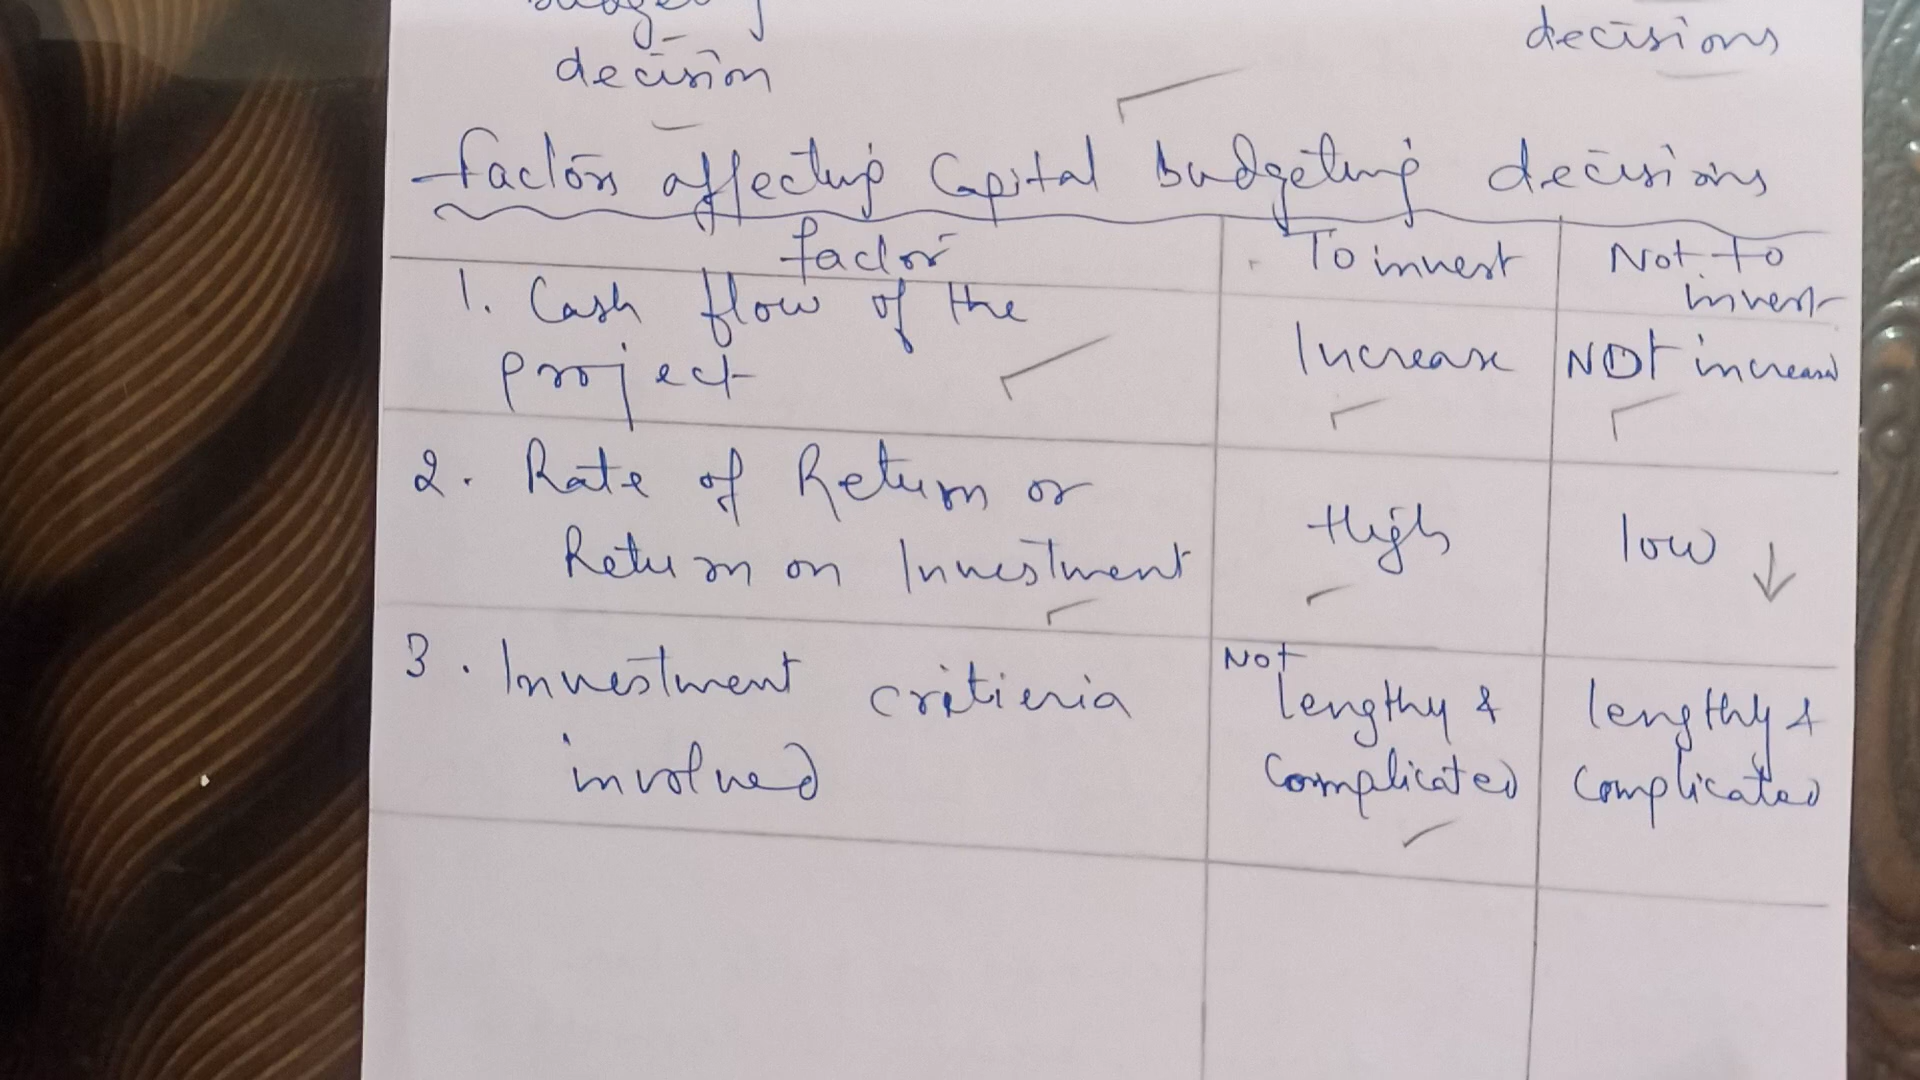 decision
decisions
Factors affecting Capital budgeting decisions
factor To invest Not to invest
1. Cash flow of the project Increase NOT increase
2. Rate of Return or
Return on Investment High low ↓
3. Investment critieria
involved Not lengthy & Complicated lengthy & complicated